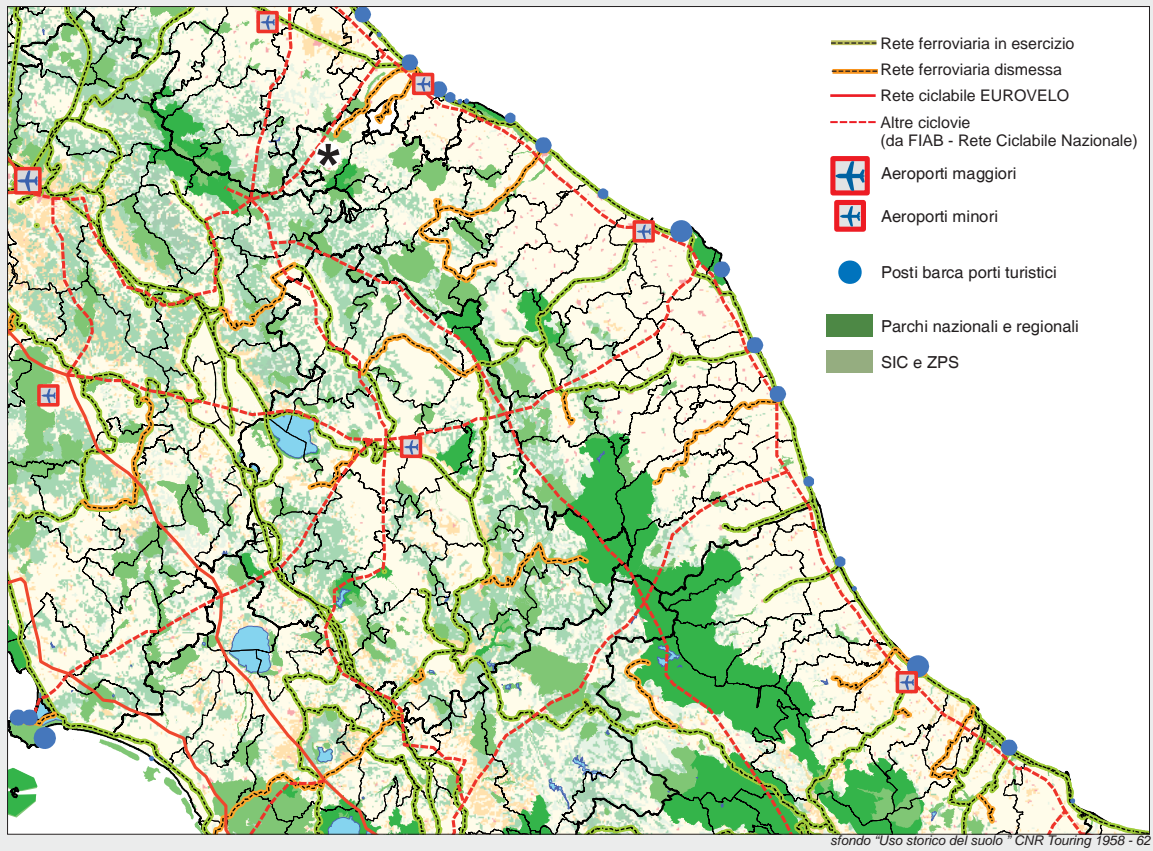 Rete ferroviaria in esercizio
Rete ferroviaria dismessa
Rete ciclabile EUROVELO
Altre ciclovie
(da FIAB - Rete Ciclabile Nazionale)
Aeroporti maggiori
Aeroporti minori
Posti barca porti turistici
Parchi nazionali e regionali
SIC e ZPS
*
sfondo "Uso storico del suolo " CNR Touring 1958 - 62